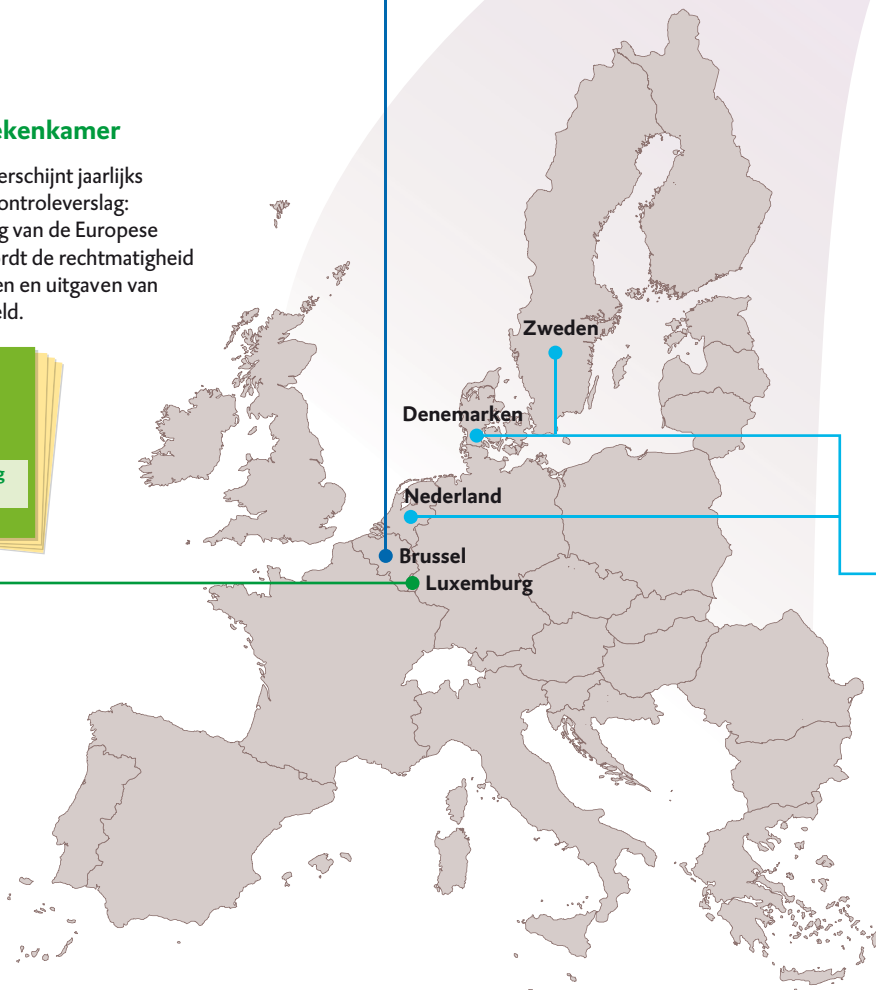 ekenkamer
erschijnt jaarlijks
ontroleverslag:
g van de Europese
rdt de rechtmatigheid
en en uitgaven van
eld.
g
Zweden
Denemarken
Nederland
Brussel
Luxemburg